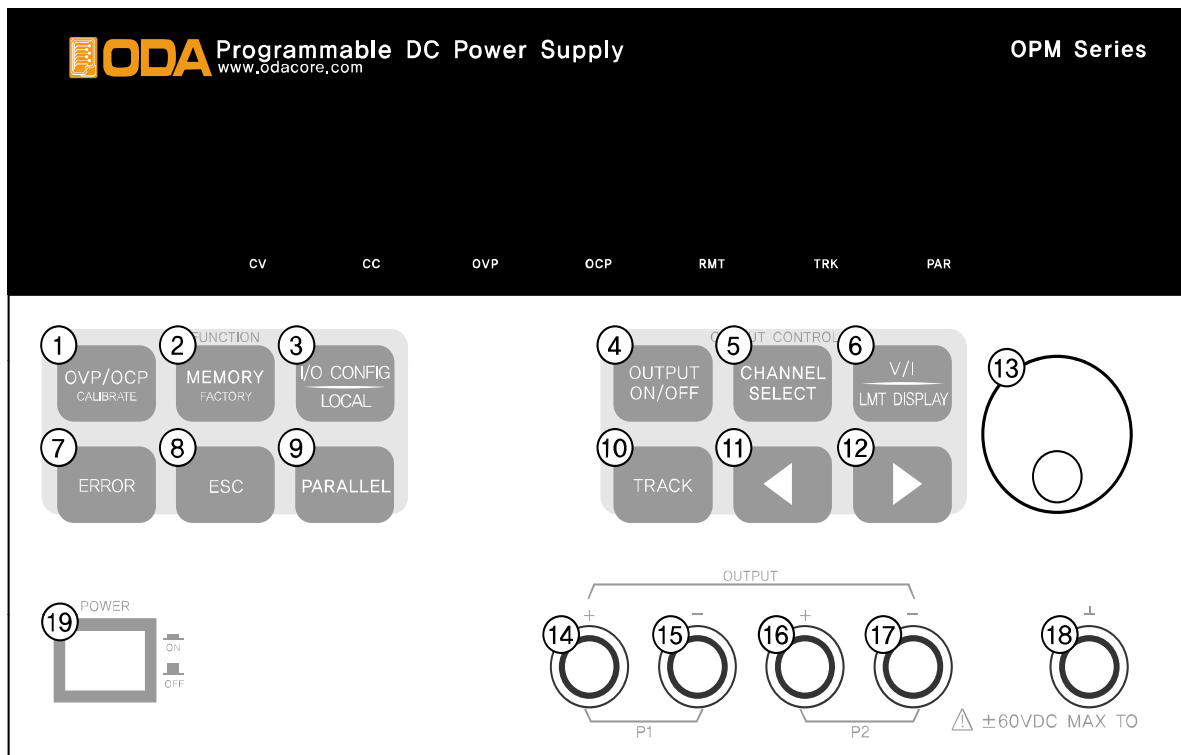 ODA Programmable DC Power Supply OPM Series
www.odacore.com
CV CC OVP OCP RMT TRK PAR
FUNCTION
1 2 3
OVP/OCP MEMORY I/O CONFIG
CALIBRATE FACTORY LOCAL
7 8 9
ERROR ESC PARALLEL
CONTROL
4 5 6
OUTPUT CHANNEL V/I
ON/OFF SELECT LMT DISPLAY
10 11 12
TRACK
13
POWER
19
ON
OFF
OUTPUT
+ - + - ⊥
14 15 16 17 18
P1 P2
⚠ ±60VDC MAX TO